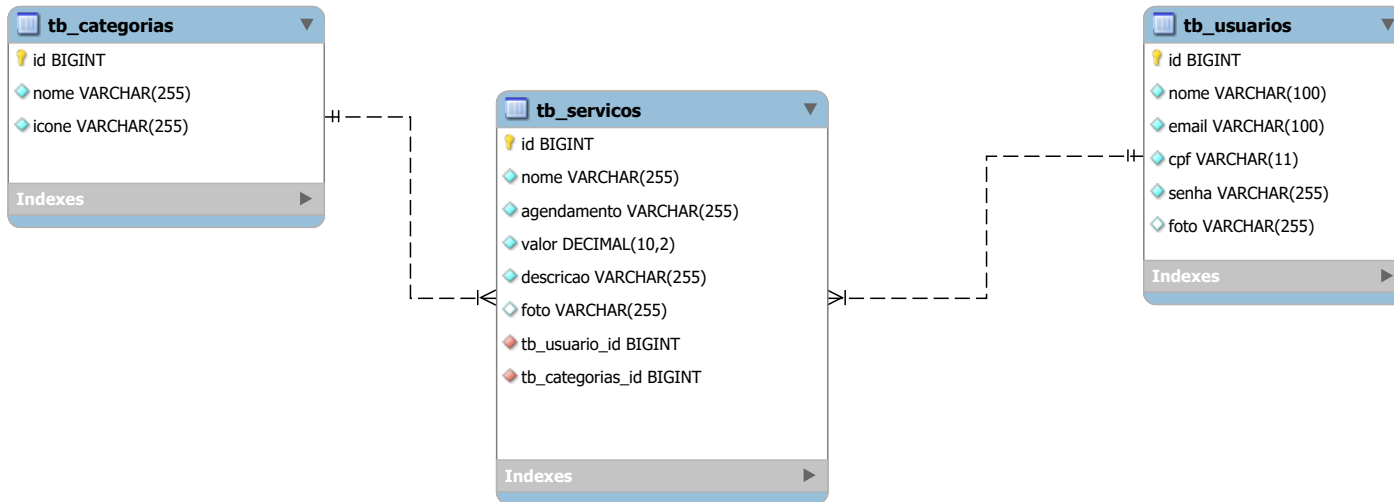 tb_categorias
id BIGINT
nome VARCHAR(255)
icone VARCHAR(255)
Indexes
tb_servicos
id BIGINT
nome VARCHAR(255)
agendamento VARCHAR(255)
valor DECIMAL(10,2)
descricao VARCHAR(255)
foto VARCHAR(255)
tb_usuario_id BIGINT
tb_categorias_id BIGINT
Indexes
tb_usuarios
id BIGINT
nome VARCHAR(100)
email VARCHAR(100)
cpf VARCHAR(11)
senha VARCHAR(255)
foto VARCHAR(255)
Indexes